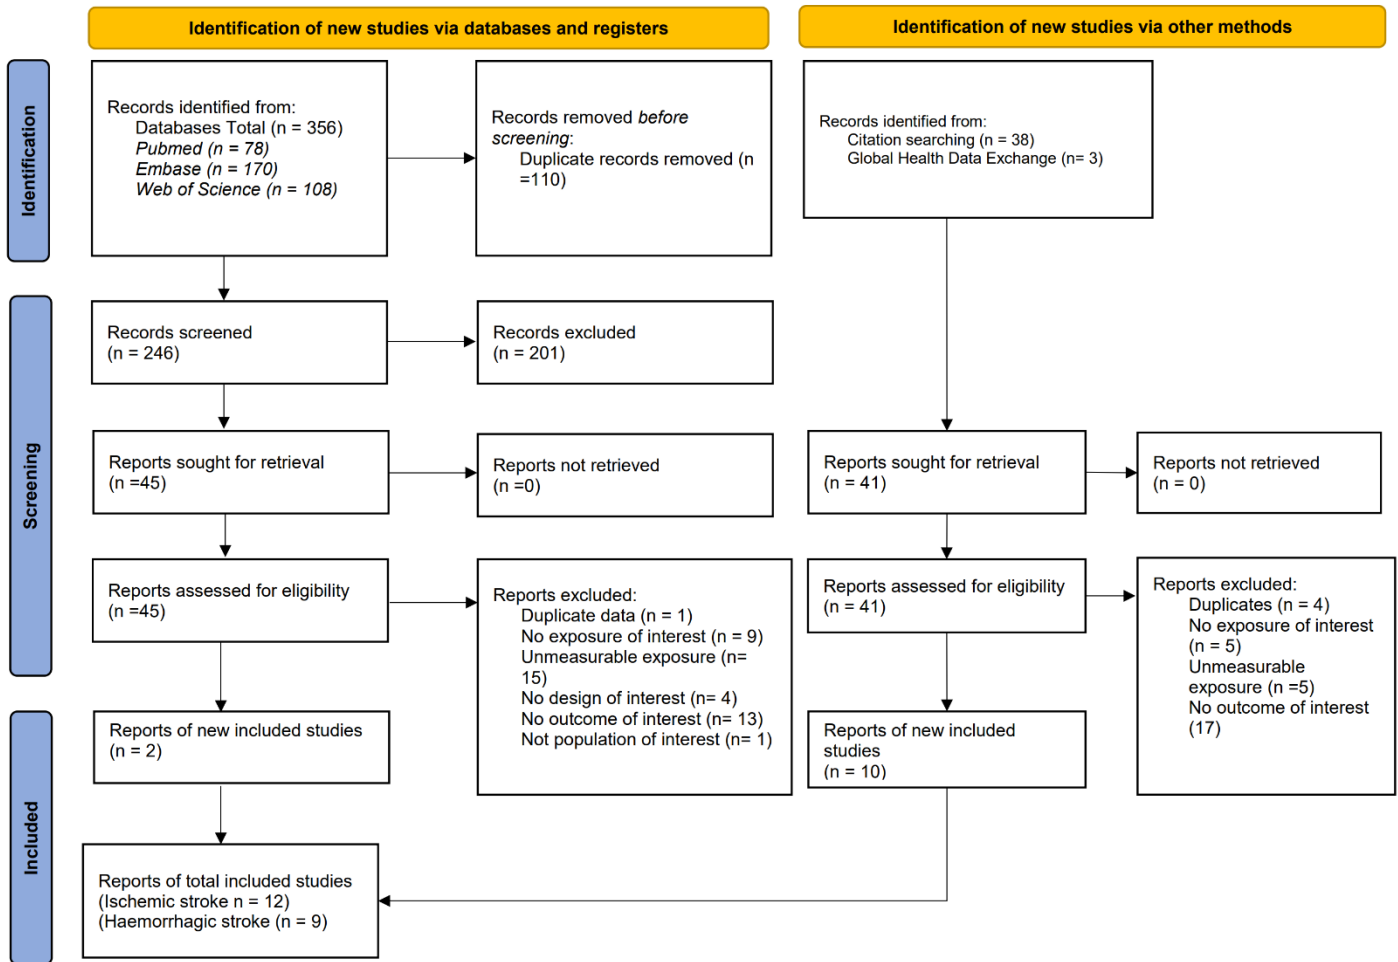 Identification of new studies via databases and registers
Identification of new studies via other methods
Identification
Records identified from:
Databases Total (n = 356)
Pubmed (n = 78)
Embase (n = 170)
Web of Science (n = 108)
Records removed before
screening:
Duplicate records removed (n
=110)
Records identified from:
Citation searching (n = 38)
Global Health Data Exchange (n= 3)
Screening
Records screened
(n = 246)
Records excluded
(n = 201)
Reports sought for retrieval
(n =45)
Reports not retrieved
(n =0)
Reports sought for retrieval
(n = 41)
Reports not retrieved
(n = 0)
Reports assessed for eligibility
(n =45)
Reports excluded:
Duplicate data (n = 1)
No exposure of interest (n = 9)
Unmeasurable exposure (n=
15)
No design of interest (n= 4)
No outcome of interest (n= 13)
Not population of interest (n= 1)
Reports assessed for eligibility
(n = 41)
Reports excluded:
Duplicates (n = 4)
No exposure of interest
(n = 5)
Unmeasurable
exposure (n =5)
No outcome of interest
(17)
Included
Reports of new included studies
(n = 2)
Reports of new included
studies
(n = 10)
Reports of total included studies
(Ischemic stroke n = 12)
(Haemorrhagic stroke (n = 9)